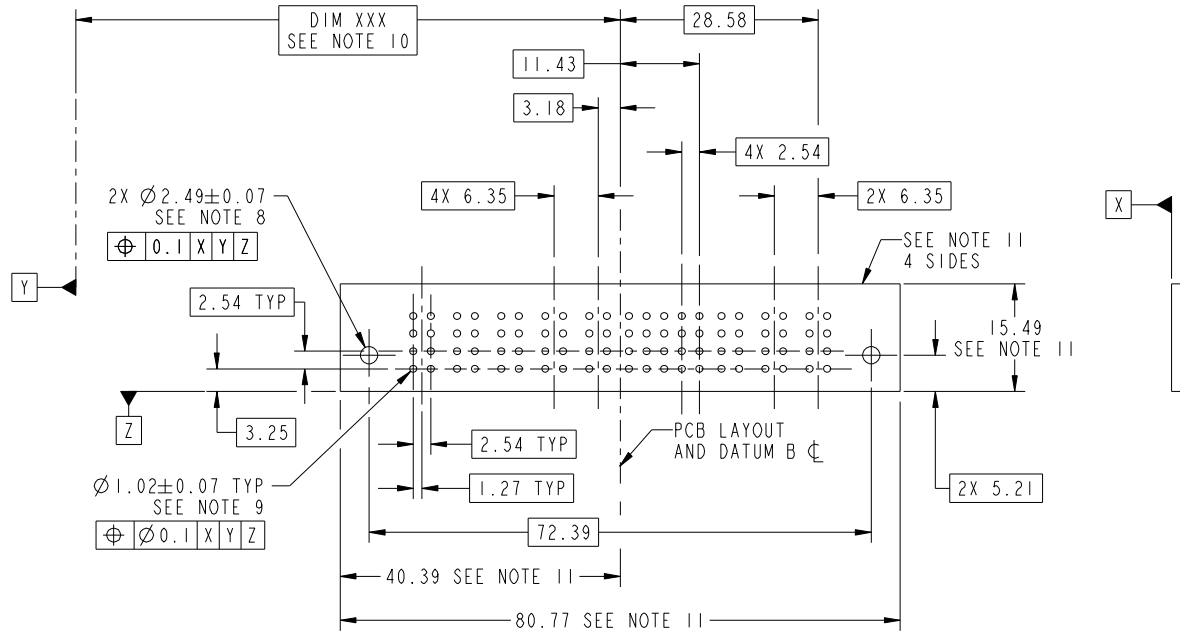 DIM XXX
SEE NOTE 10
28.58
11.43
3.18
4X 2.54
2X Ø2.49±0.07
SEE NOTE 8
⌖ 0.1 X Y Z
4X 6.35
2X 6.35
X
SEE NOTE 11
4 SIDES
Y
2.54 TYP
15.49
SEE NOTE 11
Z
3.25
2.54 TYP
PCB LAYOUT
AND DATUM B ℄
Ø1.02±0.07 TYP
SEE NOTE 9
⌖ Ø0.1 X Y Z
1.27 TYP
2X 5.21
72.39
40.39 SEE NOTE 11
80.77 SEE NOTE 11